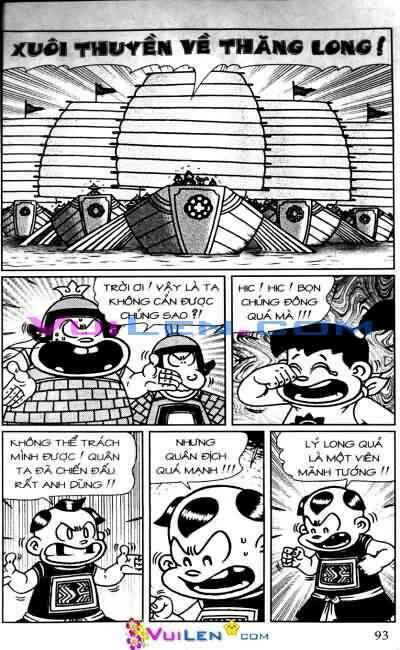 XUÔI THUYỀN VỀ THĂNG LONG!
TRỜI ƠI! VẬY LÀ TA
KHÔNG CẢN ĐƯỢC
CHÚNG SAO?!
HIC! HIC! BỌN
CHÚNG ĐÔNG
QUÁ MÀ!!!
VUILEN.COM
KHÔNG THỂ TRÁCH
MÌNH ĐƯỢC! QUÂN
TA ĐÃ CHIẾN ĐẤU
RẤT ANH DŨNG!!
NHƯNG
QUÂN ĐỊCH
QUÁ MẠNH!!!
LÝ LONG QUẢ
LÀ MỘT VIÊN
MÃNH TƯỚNG!!
93
VUILEN.COM